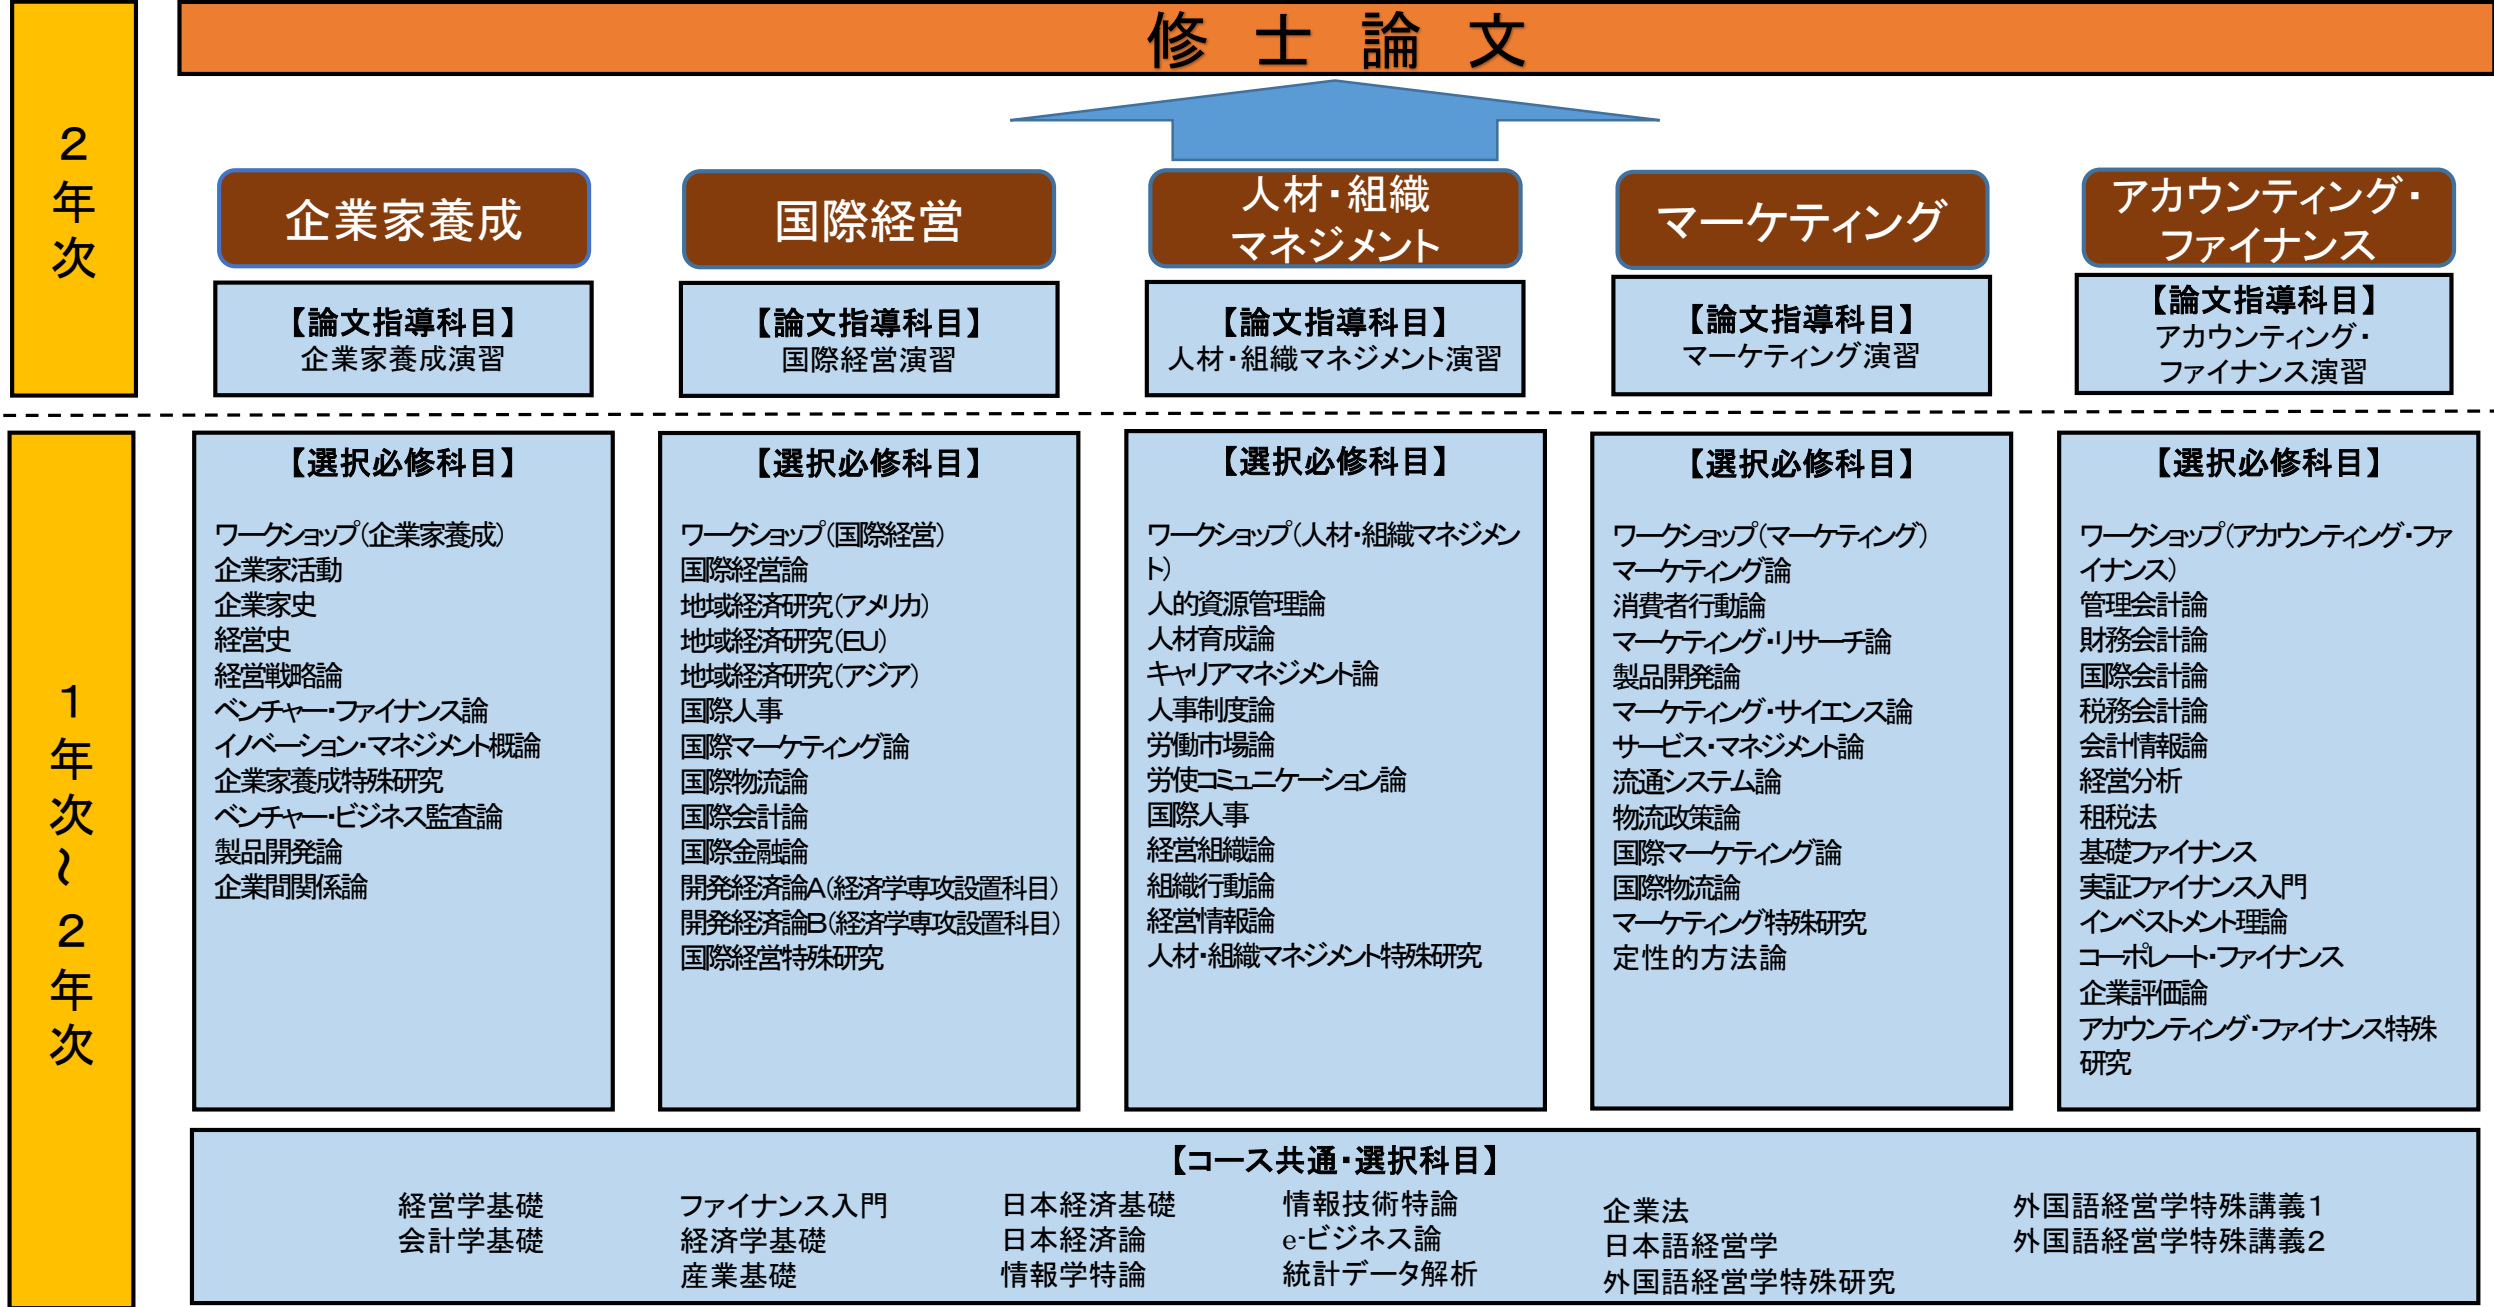 修士論文
2年次
企業家養成
【論文指導科目】
企業家養成演習
国際経営
【論文指導科目】
国際経営演習
人材・組織
マネジメント
【論文指導科目】
人材・組織マネジメント演習
マーケティング
【論文指導科目】
マーケティング演習
アカウンティング・
ファイナンス
【論文指導科目】
アカウンティング・
ファイナンス演習
1年次~2年次
【選択必修科目】
ワークショップ(企業家養成)
企業家活動
企業家史
経営史
経営戦略論
ベンチャー・ファイナンス論
イノベーション・マネジメント概論
企業家養成特殊研究
ベンチャー・ビジネス監査論
製品開発論
企業間関係論
【選択必修科目】
ワークショップ(国際経営)
国際経営論
地域経済研究(アメリカ)
地域経済研究(EU)
地域経済研究(アジア)
国際人事
国際マーケティング論
国際物流論
国際会計論
国際金融論
開発経済論A(経済学専攻設置科目)
開発経済論B(経済学専攻設置科目)
国際経営特殊研究
【選択必修科目】
ワークショップ(人材・組織マネジメン
ト)
人的資源管理論
人材育成論
キャリアマネジメント論
人事制度論
労働市場論
労使コミュニケーション論
国際人事
経営組織論
組織行動論
経営情報論
人材・組織マネジメント特殊研究
【選択必修科目】
ワークショップ(マーケティング)
マーケティング論
消費者行動論
マーケティング・リサーチ論
製品開発論
マーケティング・サイエンス論
サービス・マネジメント論
流通システム論
物流政策論
国際マーケティング論
国際物流論
マーケティング特殊研究
定性的方法論
【選択必修科目】
ワークショップ(アカウンティング・ファ
イナンス)
管理会計論
財務会計論
国際会計論
税務会計論
会計情報論
経営分析
租税法
基礎ファイナンス
実証ファイナンス入門
インベストメント理論
コーポレート・ファイナンス
企業評価論
アカウンティング・ファイナンス特殊
研究
【コース共通・選択科目】
経営学基礎
会計学基礎
ファイナンス入門
経済学基礎
産業基礎
日本経済基礎
日本経済論
情報学特論
情報技術特論
e-ビジネス論
統計データ解析
企業法
日本語経営学
外国語経営学特殊研究
外国語経営学特殊講義1
外国語経営学特殊講義2